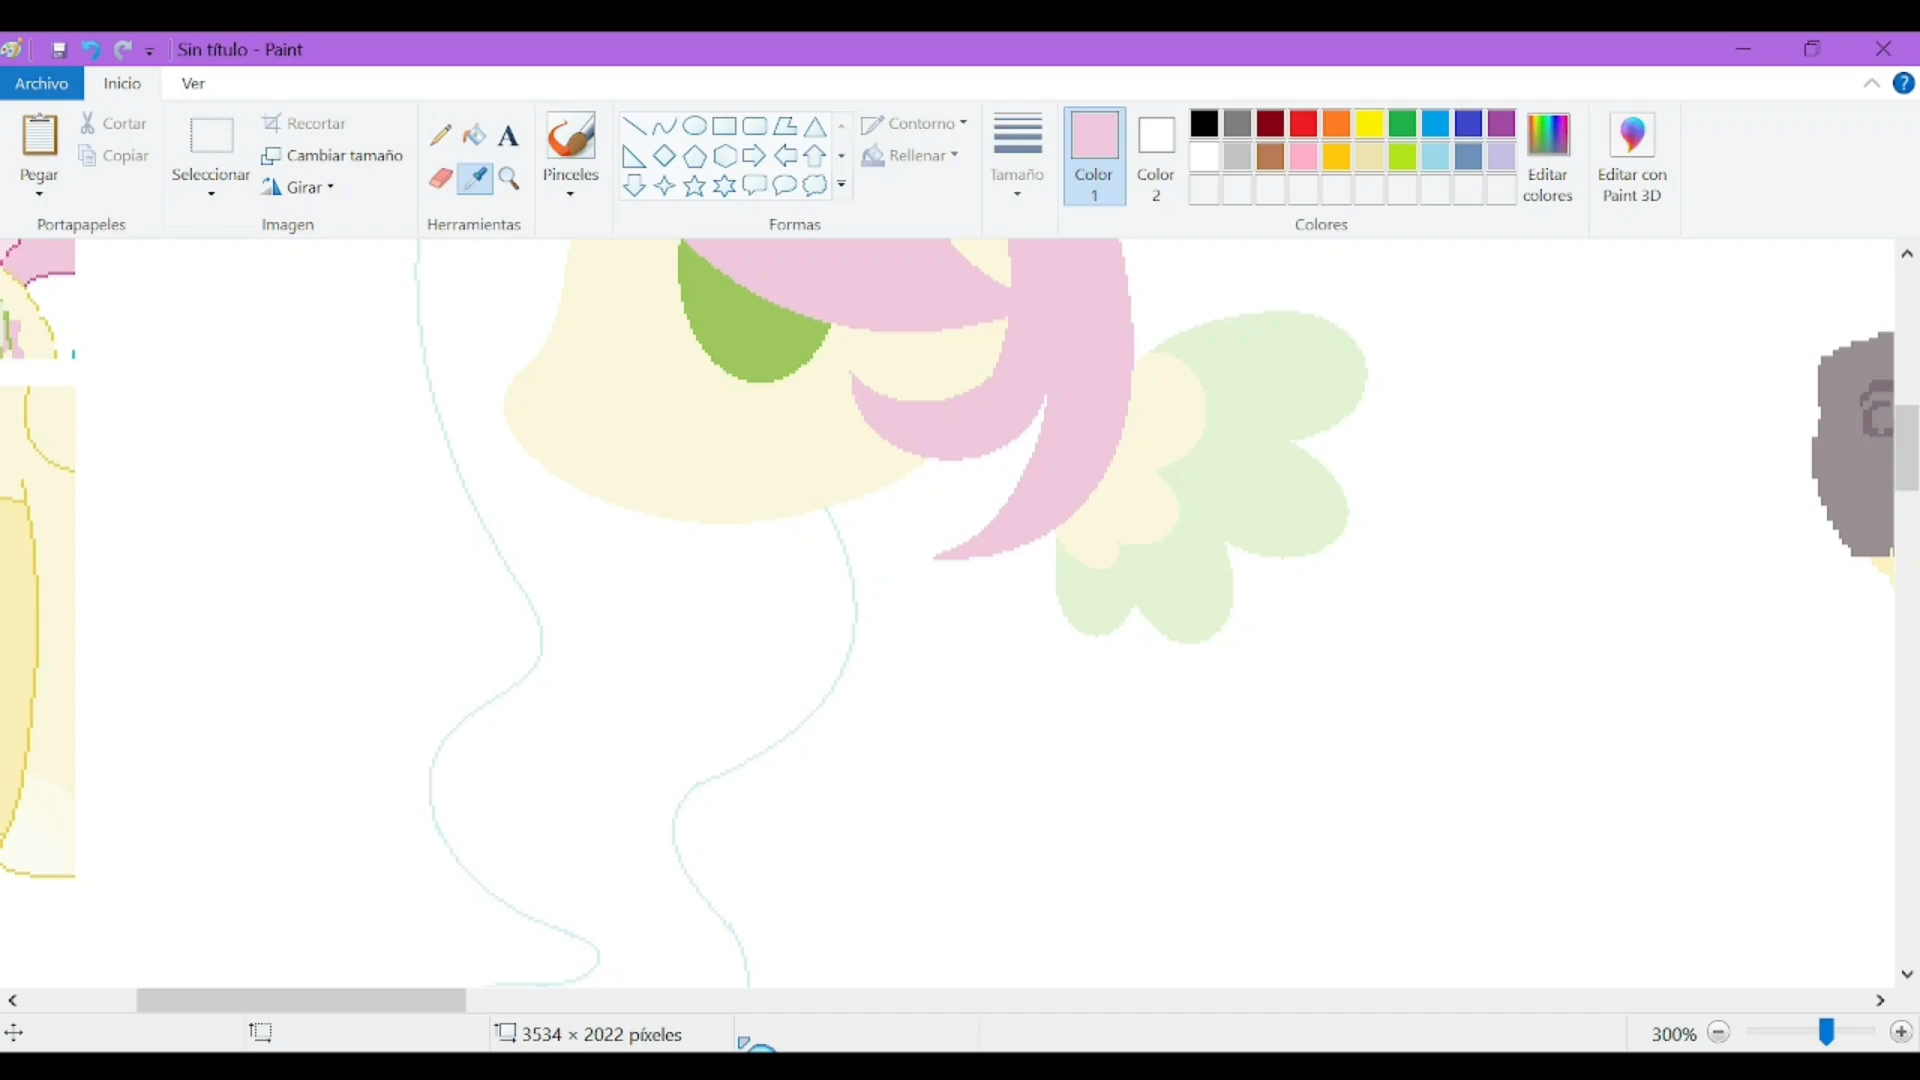 Sin título - Paint
Archivo Inicio Ver
Pegar
Cortar
Copiar
Portapapeles
Seleccionar
Recortar
Cambiar tamaño
Girar
Imagen
A
Herramientas
Pinceles
Formas
Contorno
Rellenar
Tamaño
Color
1
Color
2
Colores
Editar
colores
Editar con
Paint 3D
?
3534 × 2022 píxeles
300%